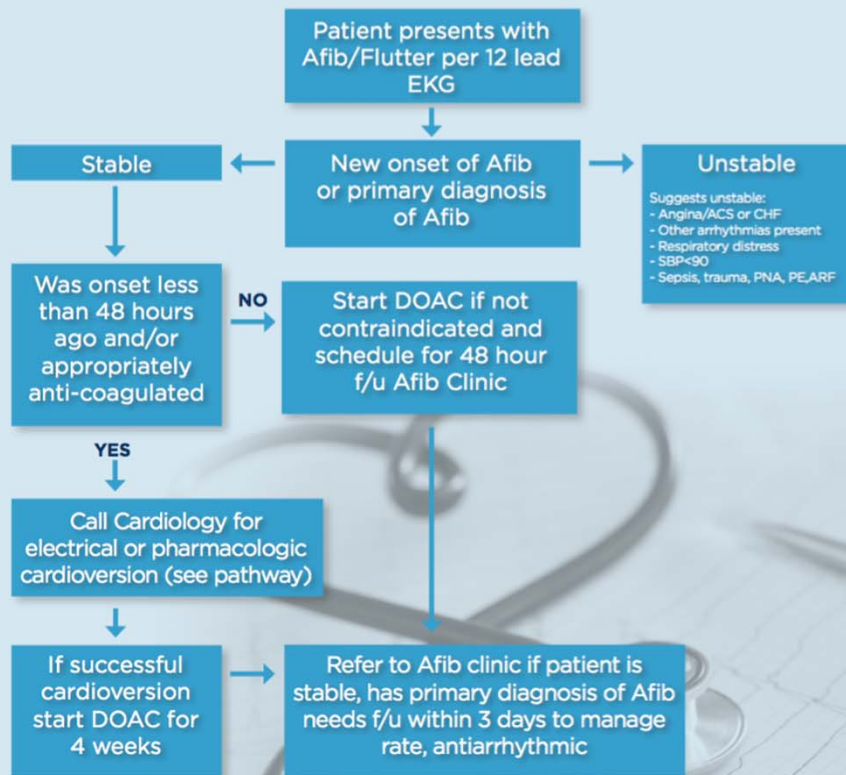 Patient presents with
Afib/Flutter per 12 lead
EKG
Stable
New onset of Afib
or primary diagnosis
of Afib
Unstable
Suggests unstable:
- Angina/ACS or CHF
- Other arrhythmias present
- Respiratory distress
- SBP<90
- Sepsis, trauma, PNA, PE,ARF
Was onset less
than 48 hours
ago and/or
appropriately
anti-coagulated
NO
Start DOAC if not
contraindicated and
schedule for 48 hour
f/u Afib Clinic
YES
Call Cardiology for
electrical or pharmacologic
cardioversion (see pathway)
If successful
cardioversion
start DOAC for
4 weeks
Refer to Afib clinic if patient is
stable, has primary diagnosis of Afib
needs f/u within 3 days to manage
rate, antiarrhythmic